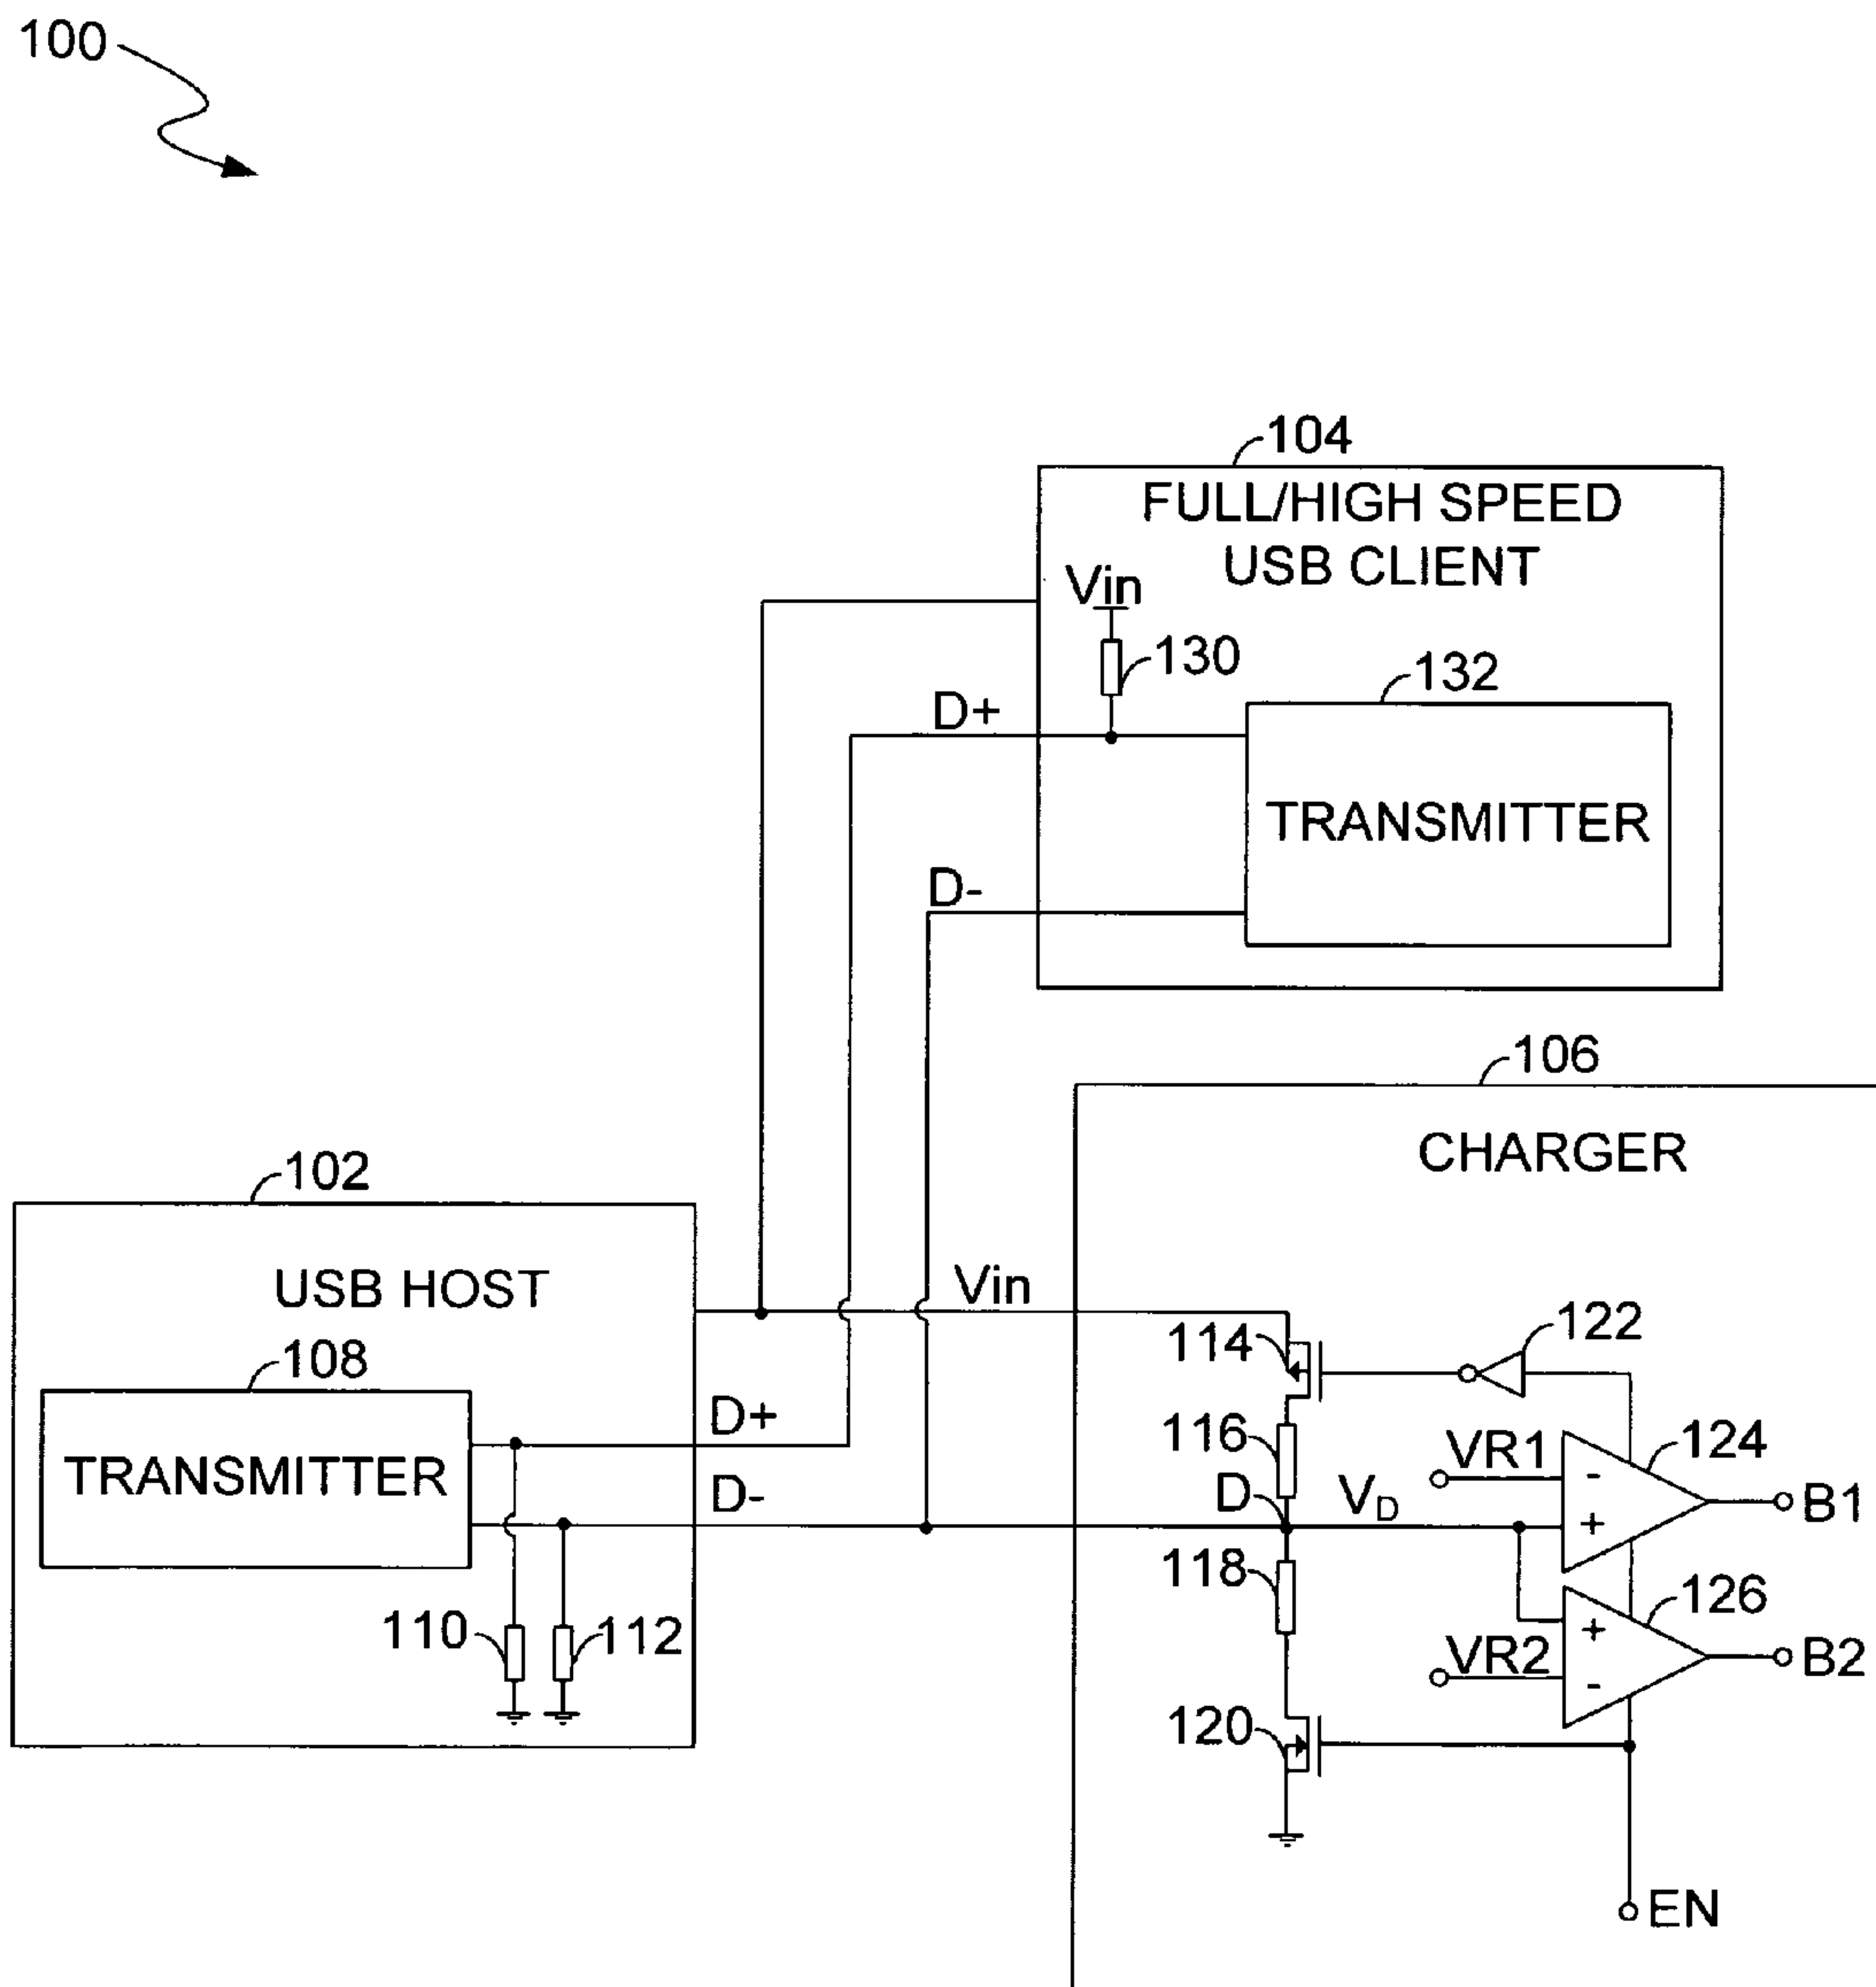 100
104
FULL/HIGH SPEED
USB CLIENT
Vin
130
132
D+
TRANSMITTER
D-
106
CHARGER
102
USB HOST
Vin
114
122
108
D+
116
VR1
124
TRANSMITTER
D-
D
VD
B1
118
126
110
112
VR2
B2
120
EN
- 
+
+
-